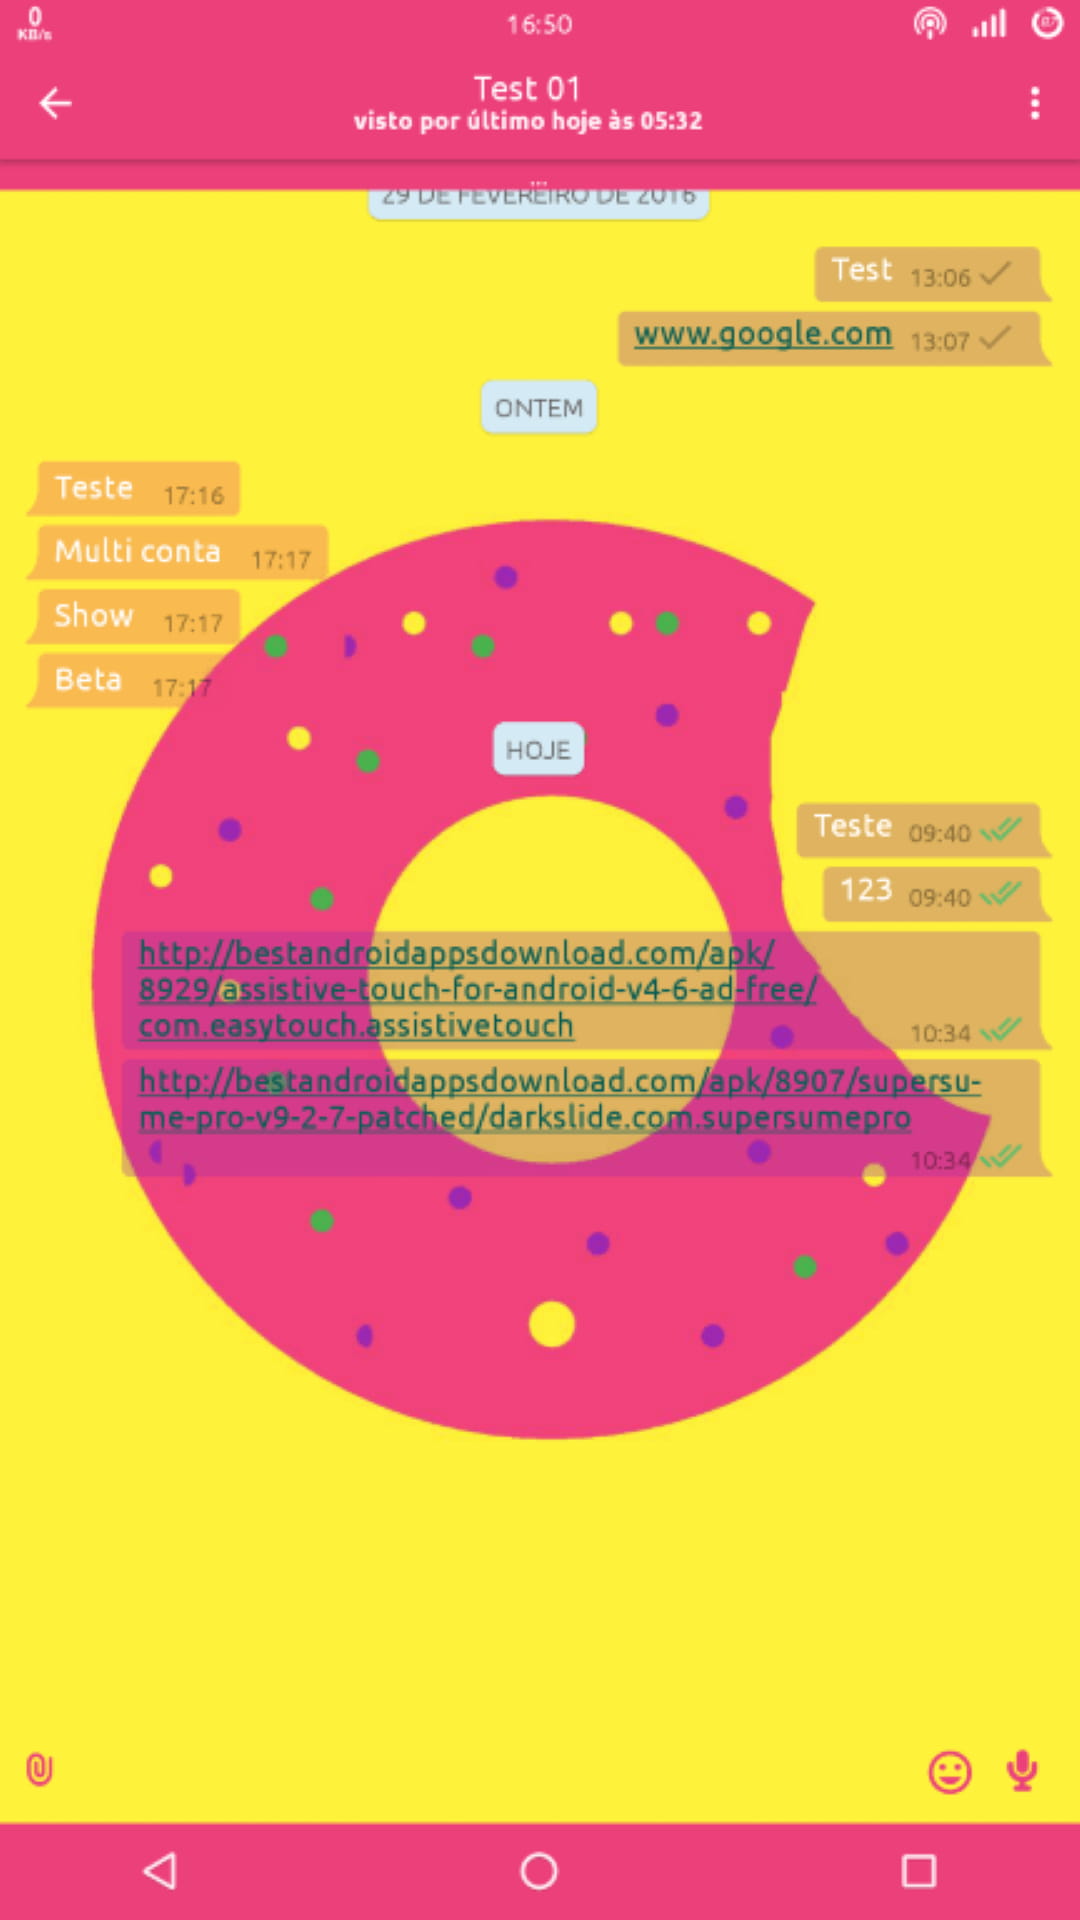 0
KB/s
16:50
87
Test 01
visto por último hoje às 05:32
29 DE FEVEREIRO DE 2016
Test 13:06
www.google.com 13:07
ONTEM
Teste 17:16
Multi conta 17:17
Show 17:17
Beta 17:17
HOJE
Teste 09:40
123 09:40
http://bestandroidappsdownload.com/apk/
8929/assistive-touch-for-android-v4-6-ad-free/
com.easytouch.assistivetouch
10:34
http://bestandroidappsdownload.com/apk/8907/supersu-
me-pro-v9-2-7-patched/darkslide.com.supersumepro
10:34